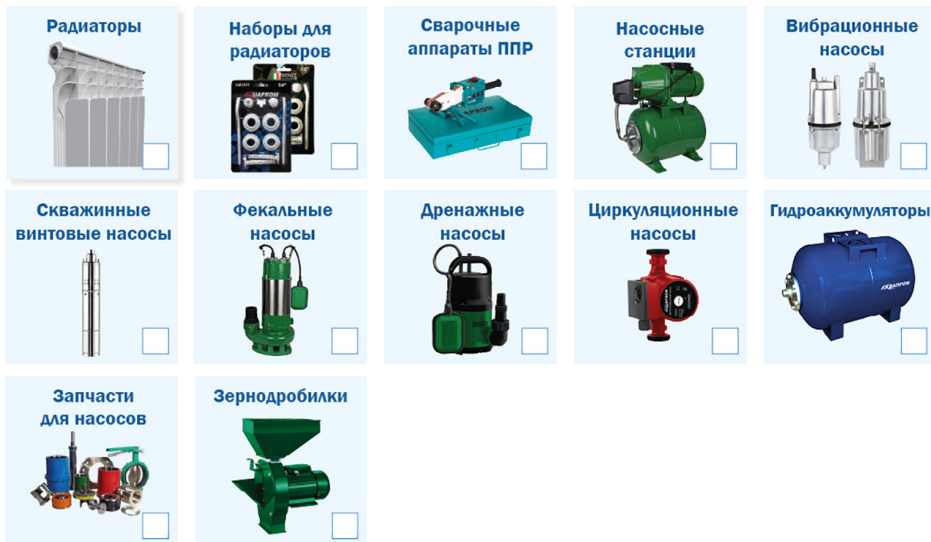 Радиаторы
Наборы для
радиаторов
Сварочные
аппараты ППР
Насосные
станции
Вибрационные
насосы
Скважинные
винтовые насосы
Фекальные
насосы
Дренажные
насосы
Циркуляционные
насосы
Гидроаккумуляторы
AQUAPROM
Запчасти
для насосов
Зернодробилки